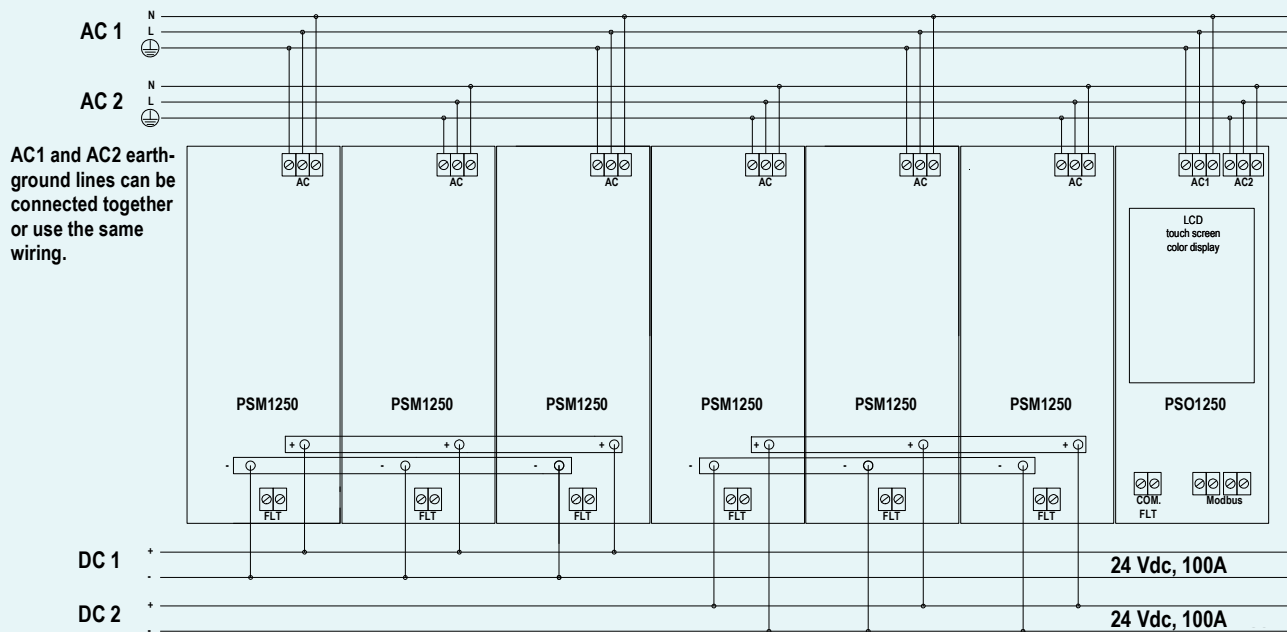 N
AC 1 L
N
AC 2 L
AC1 and AC2 earth-
ground lines can be
connected together
or use the same
wiring.
AC AC AC AC AC AC AC1 AC2
LCD
touch screen
color display
PSM1250 PSM1250 PSM1250 PSM1250 PSM1250 PSM1250 PSO1250
+ + + + + +
- - - - - -
FLT FLT FLT FLT FLT FLT
COM. Modbus
FLT
DC 1 +
- 24 Vdc, 100A
DC 2 +
- 24 Vdc, 100A